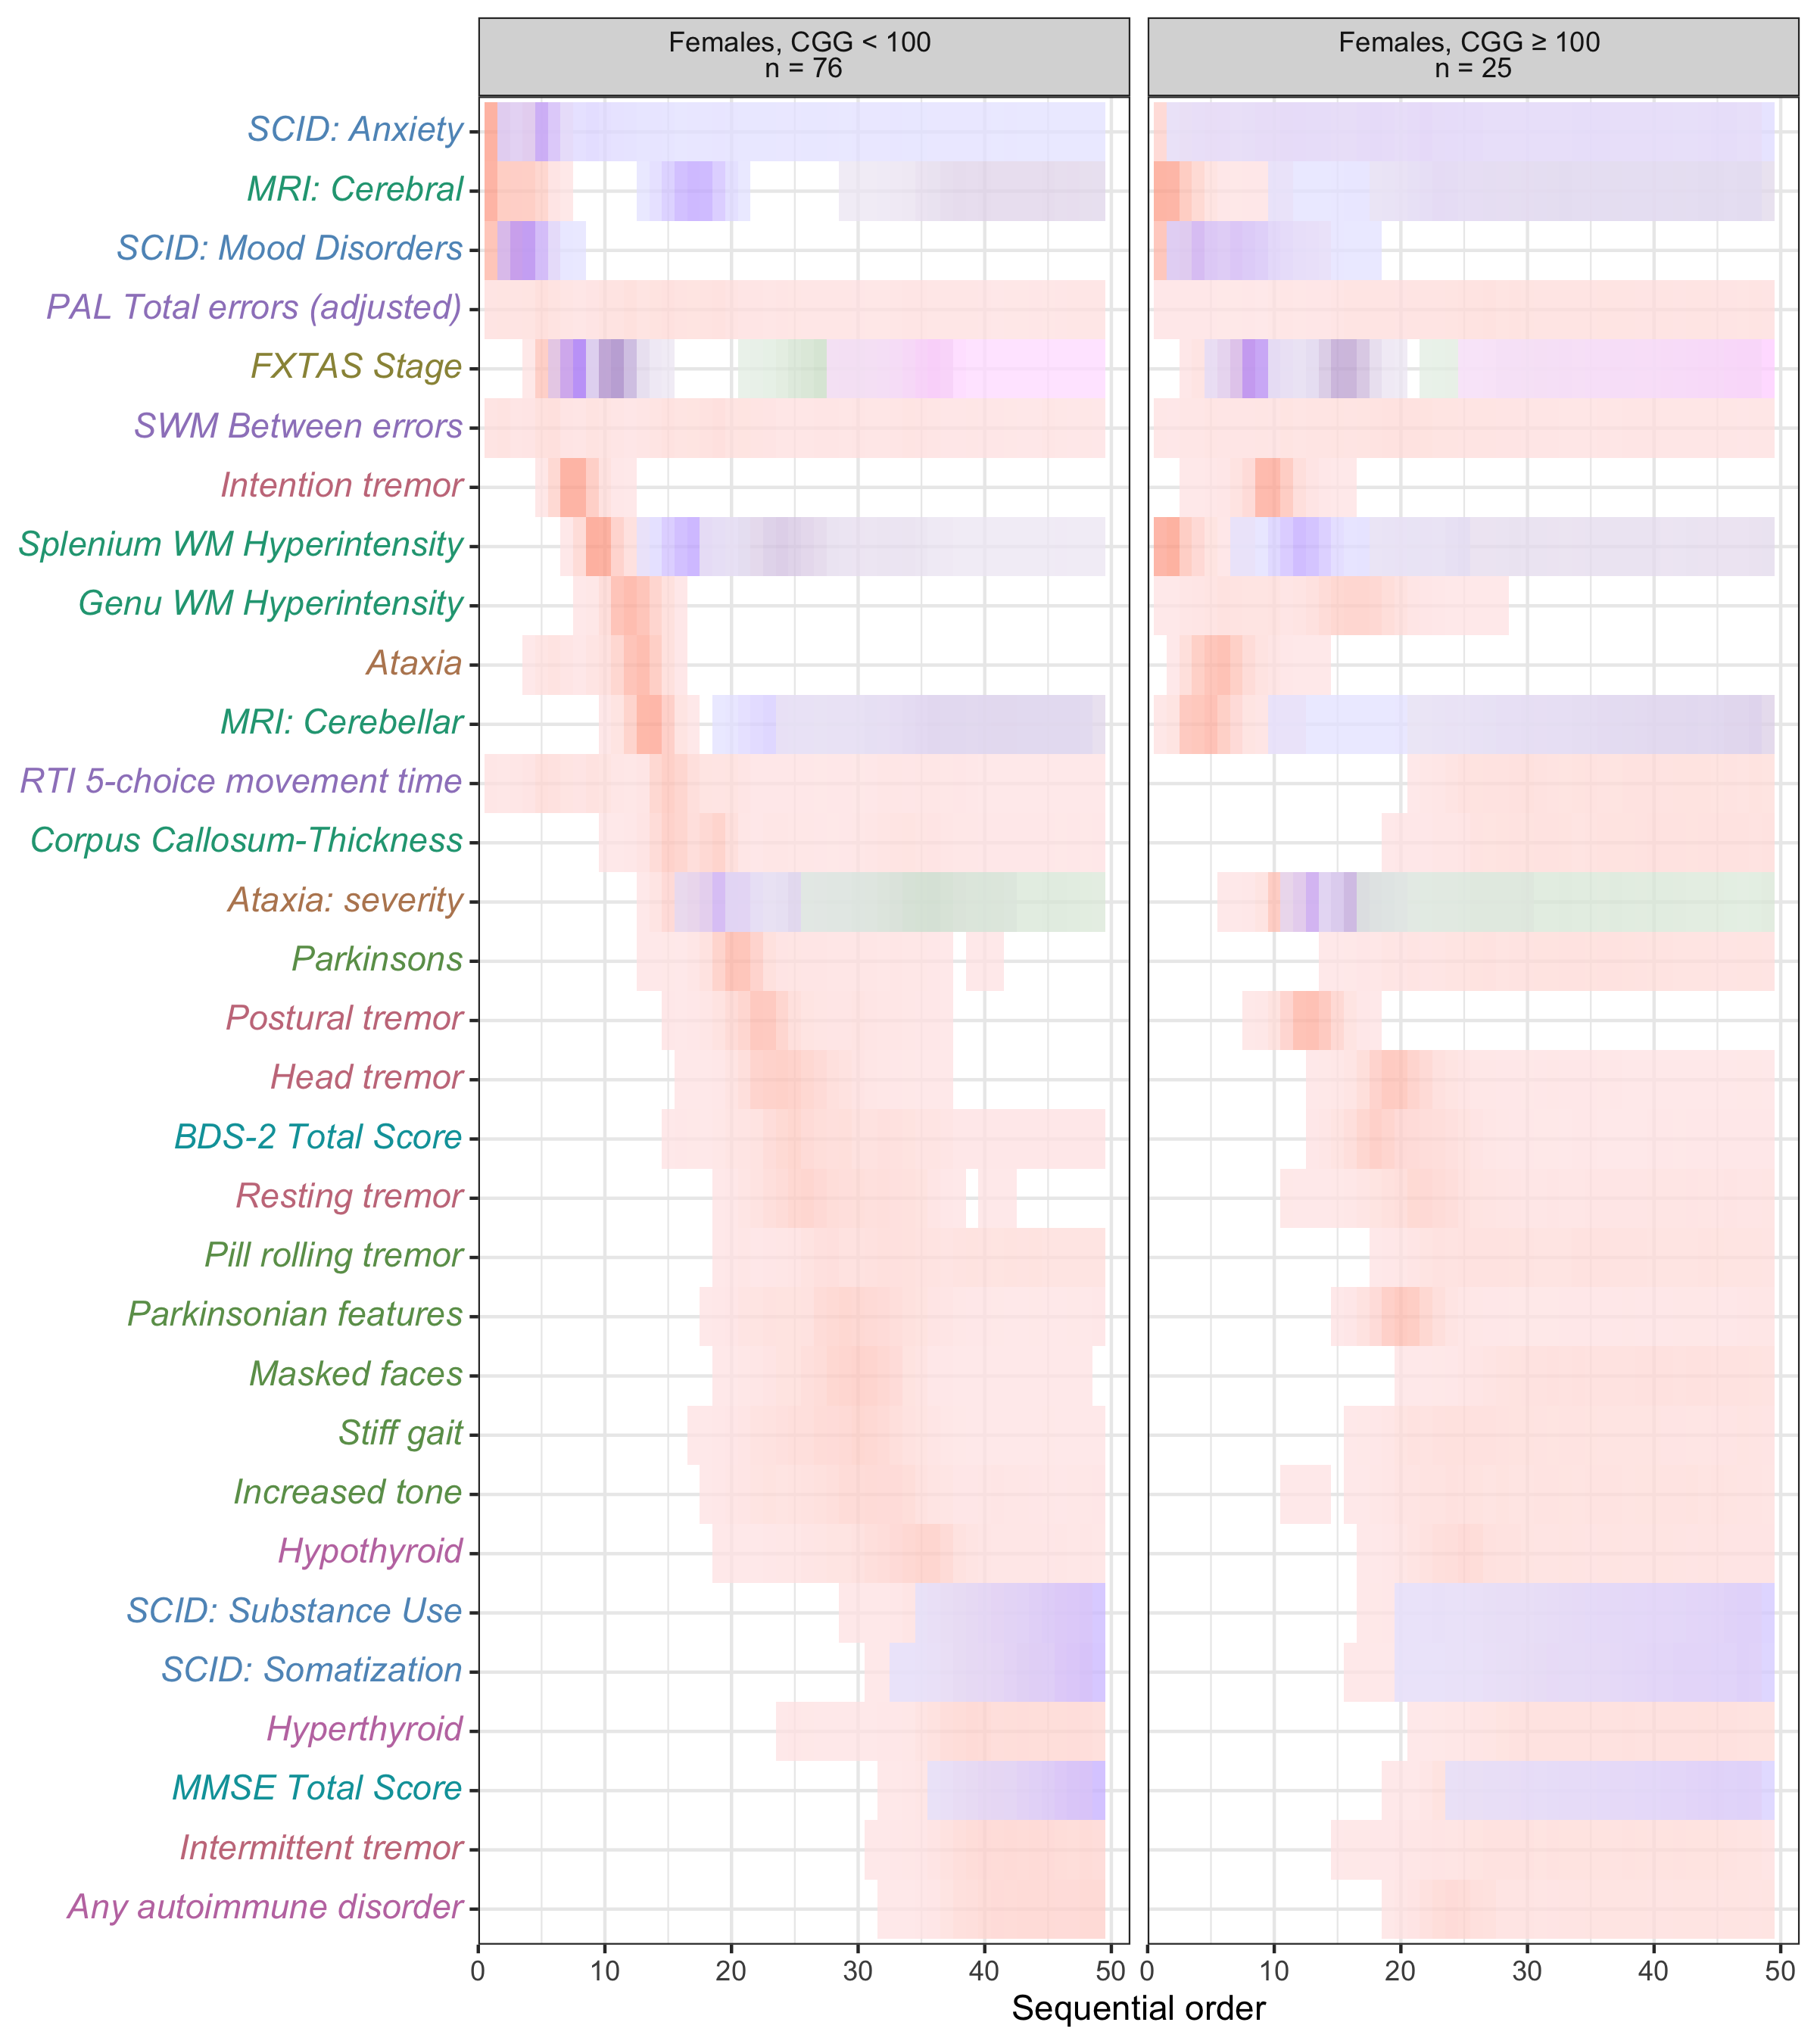 Females, CGG < 100
n = 76
Females, CGG ≥ 100
n = 25
SCID: Anxiety
MRI: Cerebral
SCID: Mood Disorders
PAL Total errors (adjusted)
FXTAS Stage
SWM Between errors
Intention tremor
Splenium WM Hyperintensity
Genu WM Hyperintensity
Ataxia
MRI: Cerebellar
RTI 5-choice movement time
Corpus Callosum-Thickness
Ataxia: severity
Parkinsons
Postural tremor
Head tremor
BDS-2 Total Score
Resting tremor
Pill rolling tremor
Parkinsonian features
Masked faces
Stiff gait
Increased tone
Hypothyroid
SCID: Substance Use
SCID: Somatization
Hyperthyroid
MMSE Total Score
Intermittent tremor
Any autoimmune disorder
0 10 20 30 40 50 0 10 20 30 40 50
Sequential order